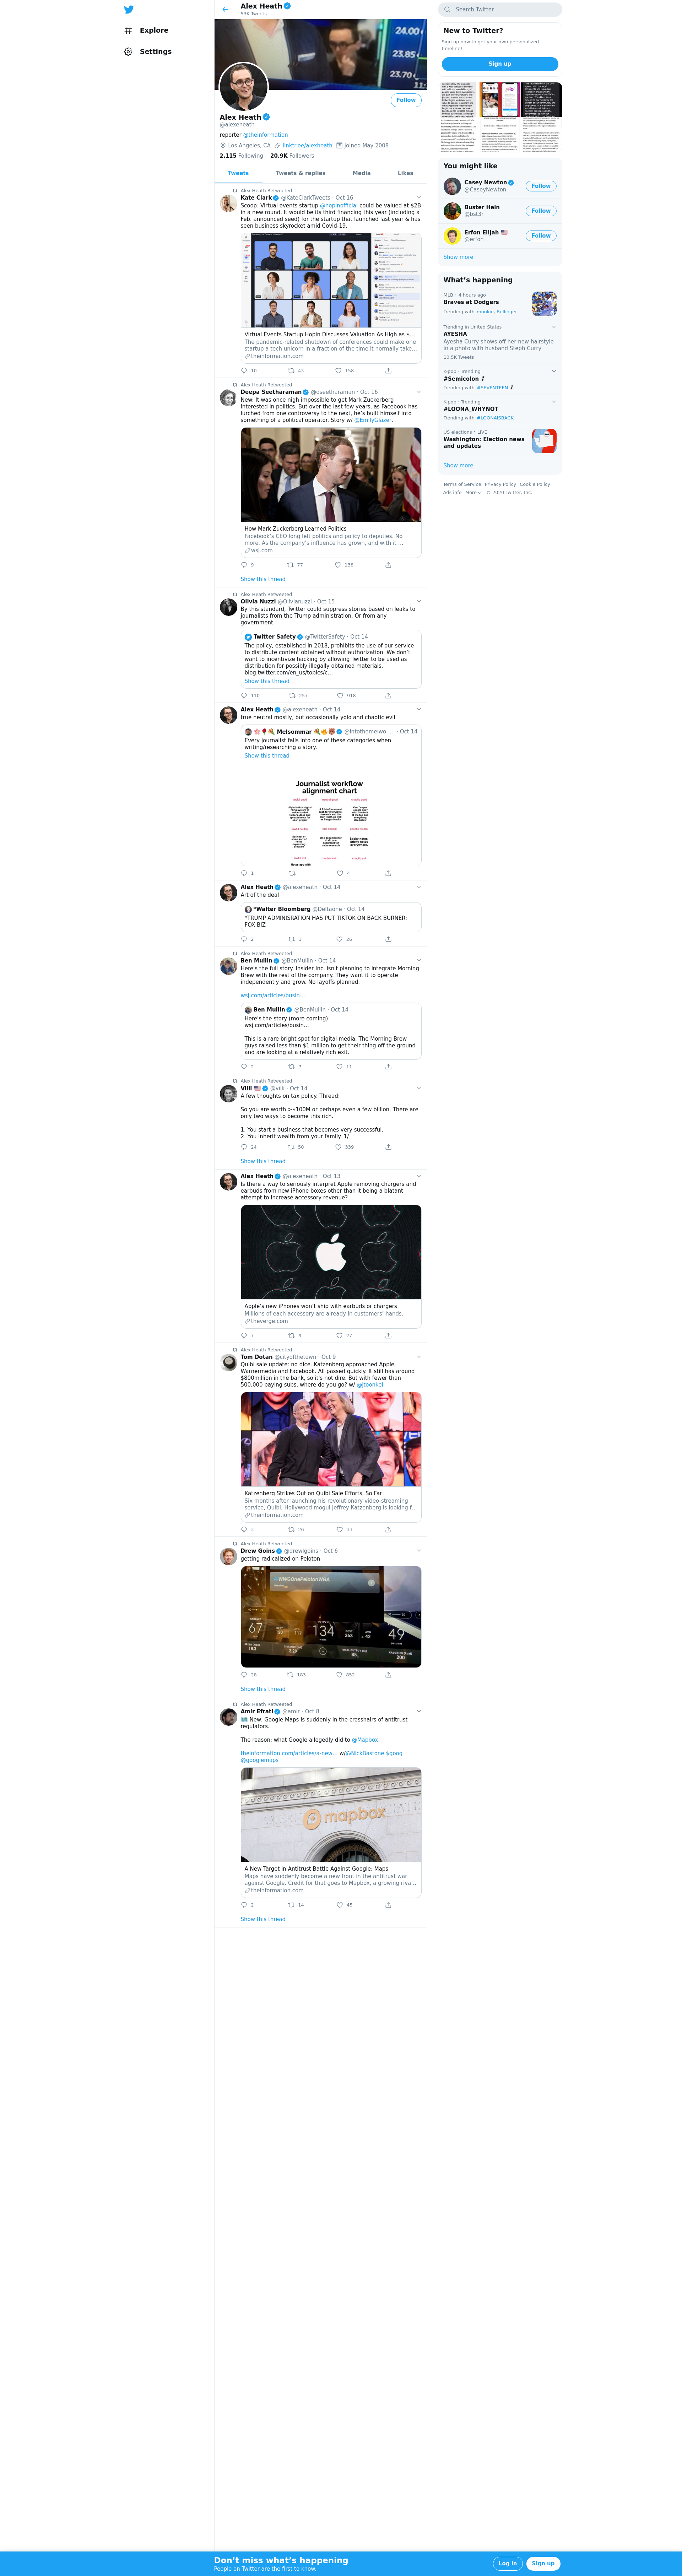 Explore
Settings
Alex Heath
53K Tweets
24.00
24.85
23.70
Follow
Alex Heath
@alexeheath
reporter @theinformation
Los Angeles, CA linktr.ee/alexheath Joined May 2008
2,115 Following 20.9K Followers
Tweets Tweets & replies Media Likes
Alex Heath Retweeted
Kate Clark @KateClarkTweets · Oct 16
Scoop: Virtual events startup @hopinofficial could be valued at $2B
in a new round. It would be its third financing this year (including a
Feb. announced seed) for the startup that launched last year & has
seen business skyrocket amid Covid-19.
Virtual Events Startup Hopin Discusses Valuation As High as $...
The pandemic-related shutdown of conferences could make one
startup a tech unicorn in a fraction of the time it normally take...
theinformation.com
10 43 158
Alex Heath Retweeted
Deepa Seetharaman @dseetharaman · Oct 16
New: It was once nigh impossible to get Mark Zuckerberg
interested in politics. But over the last few years, as Facebook has
lurched from one controversy to the next, he's built himself into
something of a political operator. Story w/ @EmilyGlazer.
How Mark Zuckerberg Learned Politics
Facebook's CEO long left politics and policy to deputies. No
more. As the company's influence has grown, and with it ...
wsj.com
9 77 138
Show this thread
Alex Heath Retweeted
Olivia Nuzzi @Olivianuzzi · Oct 15
By this standard, Twitter could suppress stories based on leaks to
journalists from the Trump administration. Or from any
government.
Twitter Safety @TwitterSafety · Oct 14
The policy, established in 2018, prohibits the use of our service
to distribute content obtained without authorization. We don't
want to incentivize hacking by allowing Twitter to be used as
distribution for possibly illegally obtained materials.
blog.twitter.com/en_us/topics/c...
Show this thread
110 257 918
Alex Heath @alexeheath · Oct 14
true neutral mostly, but occasionally yolo and chaotic evil
Melsommar @intothemelwo... · Oct 14
Every journalist falls into one of these categories when
writing/researching a story.
Show this thread
Journalist workflow
alignment chart
1 4
Alex Heath @alexeheath · Oct 14
Art of the deal
*Walter Bloomberg @DeItaone · Oct 14
*TRUMP ADMINISRATION HAS PUT TIKTOK ON BACK BURNER:
FOX BIZ
2 1 26
Alex Heath Retweeted
Ben Mullin @BenMullin · Oct 14
Here's the full story. Insider Inc. isn't planning to integrate Morning
Brew with the rest of the company. They want it to operate
independently and grow. No layoffs planned.
wsj.com/articles/busin...
Ben Mullin @BenMullin · Oct 14
Here's the story (more coming):
wsj.com/articles/busin...
This is a rare bright spot for digital media. The Morning Brew
guys raised less than $1 million to get their thing off the ground
and are looking at a relatively rich exit.
2 7 11
Alex Heath Retweeted
Villi @villi · Oct 14
A few thoughts on tax policy. Thread:
So you are worth >$100M or perhaps even a few billion. There are
only two ways to become this rich.
1. You start a business that becomes very successful.
2. You inherit wealth from your family. 1/
24 50 339
Show this thread
Alex Heath @alexeheath · Oct 13
Is there a way to seriously interpret Apple removing chargers and
earbuds from new iPhone boxes other than it being a blatant
attempt to increase accessory revenue?
Apple's new iPhones won't ship with earbuds or chargers
Millions of each accessory are already in customers' hands.
theverge.com
7 9 27
Alex Heath Retweeted
Tom Dotan @cityofthetown · Oct 9
Quibi sale update: no dice. Katzenberg approached Apple,
Warnermedia and Facebook. All passed quickly. It still has around
$800million in the bank, so it's not dire. But with fewer than
500,000 paying subs, where do you go? w/ @jtoonkel
Katzenberg Strikes Out on Quibi Sale Efforts, So Far
Six months after launching his revolutionary video-streaming
service, Quibi, Hollywood mogul Jeffrey Katzenberg is looking f...
theinformation.com
3 26 33
Alex Heath Retweeted
Drew Goins @drewlgoins · Oct 6
getting radicalized on Peloton
#WGOnePelotonWGA
67 134 49
28 183 852
Show this thread
Alex Heath Retweeted
Amir Efrati @amir · Oct 8
New: Google Maps is suddenly in the crosshairs of antitrust
regulators.
The reason: what Google allegedly did to @Mapbox.
theinformation.com/articles/a-new... w/@NickBastone $goog
@googlemaps
mapbox
A New Target in Antitrust Battle Against Google: Maps
Maps have suddenly become a new front in the antitrust war
against Google. Credit for that goes to Mapbox, a growing riva...
theinformation.com
2 14 45
Show this thread
Search Twitter
New to Twitter?
Sign up now to get your own personalized
timeline!
Sign up
You might like
Casey Newton
@CaseyNewton
Follow
Buster Hein
@bst3r
Follow
Erfon Elijah
@erfon
Follow
Show more
What's happening
MLB · 4 hours ago
Braves at Dodgers
Trending with mookie, Bellinger
Trending in United States
AYESHA
Ayesha Curry shows off her new hairstyle
in a photo with husband Steph Curry
10.5K Tweets
K-pop · Trending
#Semicolon
Trending with #SEVENTEEN
K-pop · Trending
#LOONA_WHYNOT
Trending with #LOONAISBACK
US elections · LIVE
Washington: Election news
and updates
Show more
Terms of Service Privacy Policy Cookie Policy
Ads info More © 2020 Twitter, Inc.
Don't miss what's happening
People on Twitter are the first to know.
Log in Sign up